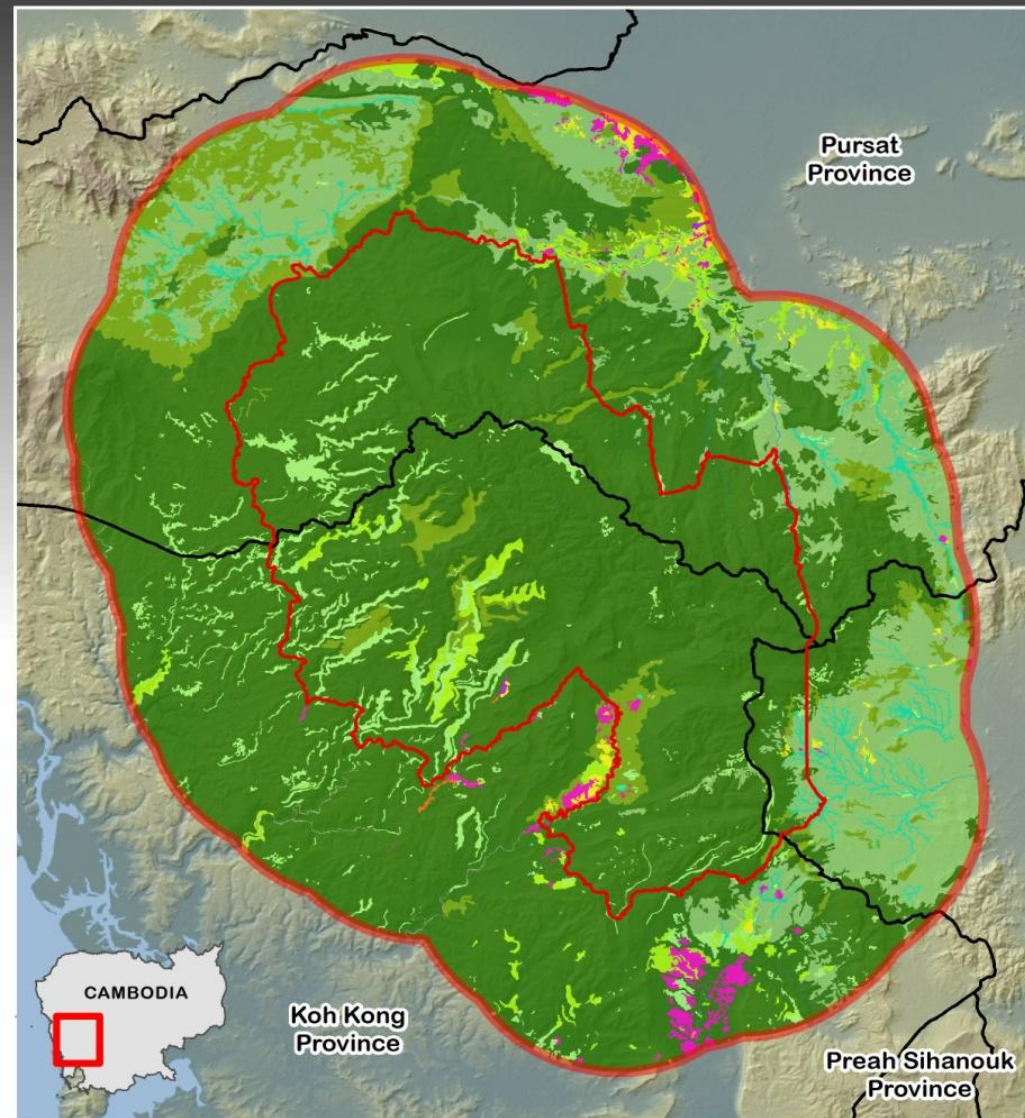 Pursat
Province
CAMBODIA
Koh Kong
Province
Preah Sihanouk
Province